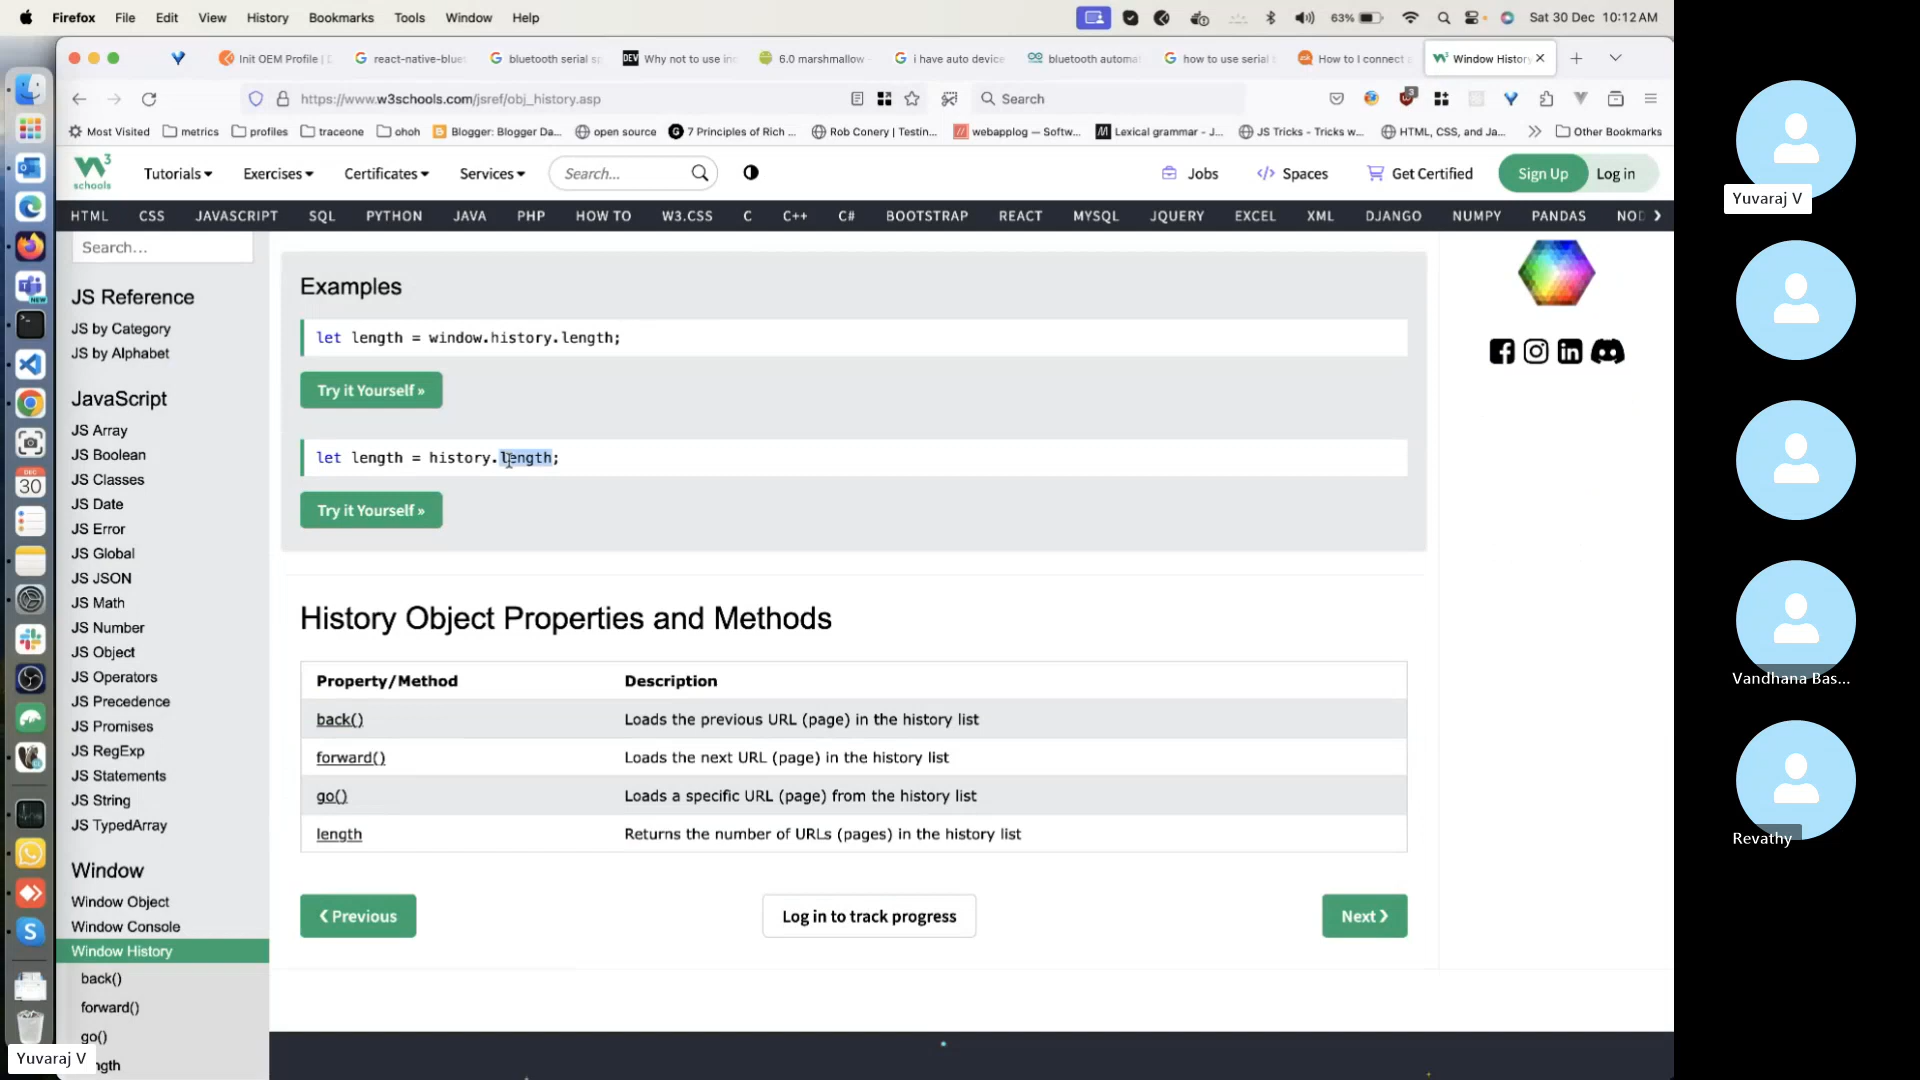 Firefox File Edit View History Bookmarks Tools Window Help
63% Sat 30 Dec 10:12 AM
Init OEM Profile | D
react-native-blue
bluetooth serial sp
DEV Why not to use in
6.0 marshmallow
i have auto device
bluetooth automa
how to use serial
How to I connect
Window History
https://www.w3schools.com/jsref/obj_history.asp
Search
3
Most Visited metrics profiles traceone ohoh Blogger: Blogger Da... open source 7 Principles of Rich ... Rob Conery | Testin... webapplog — Softw... Lexical grammar - J... JS Tricks - Tricks w... HTML, CSS, and Ja... Other Bookmarks
W3 schools
Tutorials Exercises Certificates Services Search... Jobs Spaces Get Certified Sign Up Log in
HTML CSS JAVASCRIPT SQL PYTHON JAVA PHP HOW TO W3.CSS C C++ C# BOOTSTRAP REACT MYSQL JQUERY EXCEL XML DJANGO NUMPY PANDAS NOD
Search...
JS Reference
JS by Category
JS by Alphabet
JavaScript
JS Array
JS Boolean
JS Classes
JS Date
JS Error
JS Global
JS JSON
JS Math
JS Number
JS Object
JS Operators
JS Precedence
JS Promises
JS RegExp
JS Statements
JS String
JS TypedArray
Window
Window Object
Window Console
Window History
back()
forward()
go()
ngth
Examples
let length = window.history.length;
Try it Yourself »
let length = history.length;
Try it Yourself »
History Object Properties and Methods
Property/Method Description
back() Loads the previous URL (page) in the history list
forward() Loads the next URL (page) in the history list
go() Loads a specific URL (page) from the history list
length Returns the number of URLs (pages) in the history list
❮ Previous
Log in to track progress
Next ❯
NEW
DEC
30
Yuvaraj V
Yuvaraj V
Vandhana Bas...
Revathy